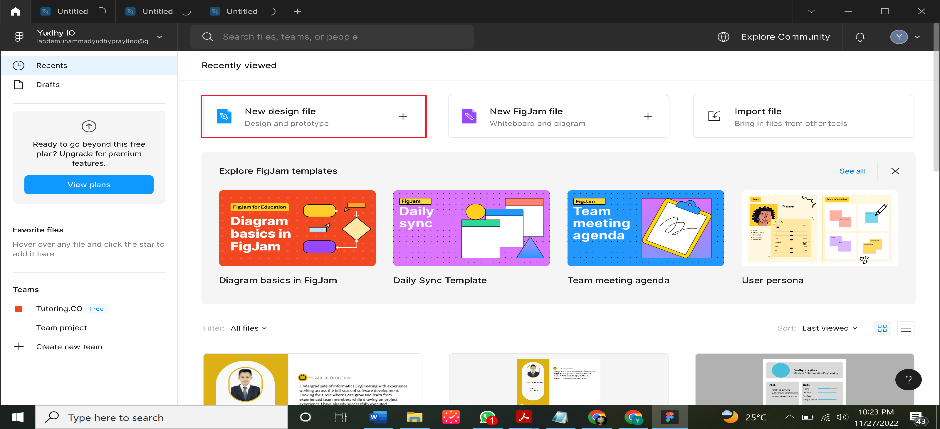 Untitled
Untitled
Untitled
Yudhy IO
Search files, teams, or people
Explore Community
Y
Recents
Drafts
Ready to go beyond this free
plan? Upgrade for premium
features.
View plans
Favorite files
Hover over any file and click the star to
add it here
Teams
Tutoring.CO Free
Team project
Create new team
Recently viewed
New design file
Design and prototype
New FigJam file
Whiteboard and diagram
Import file
Bring in files from other tools
Explore FigJam templates
See all
FigJam for Education
Diagram
basics in
FigJam
Diagram basics in FigJam
FigJam
Daily
sync
Daily Sync Template
FigJam
Team
meeting
agenda
Team meeting agenda
User persona
Filter: All files
Sort: Last viewed
?
Type here to search
1
25°C
10:23 PM
11/27/2022